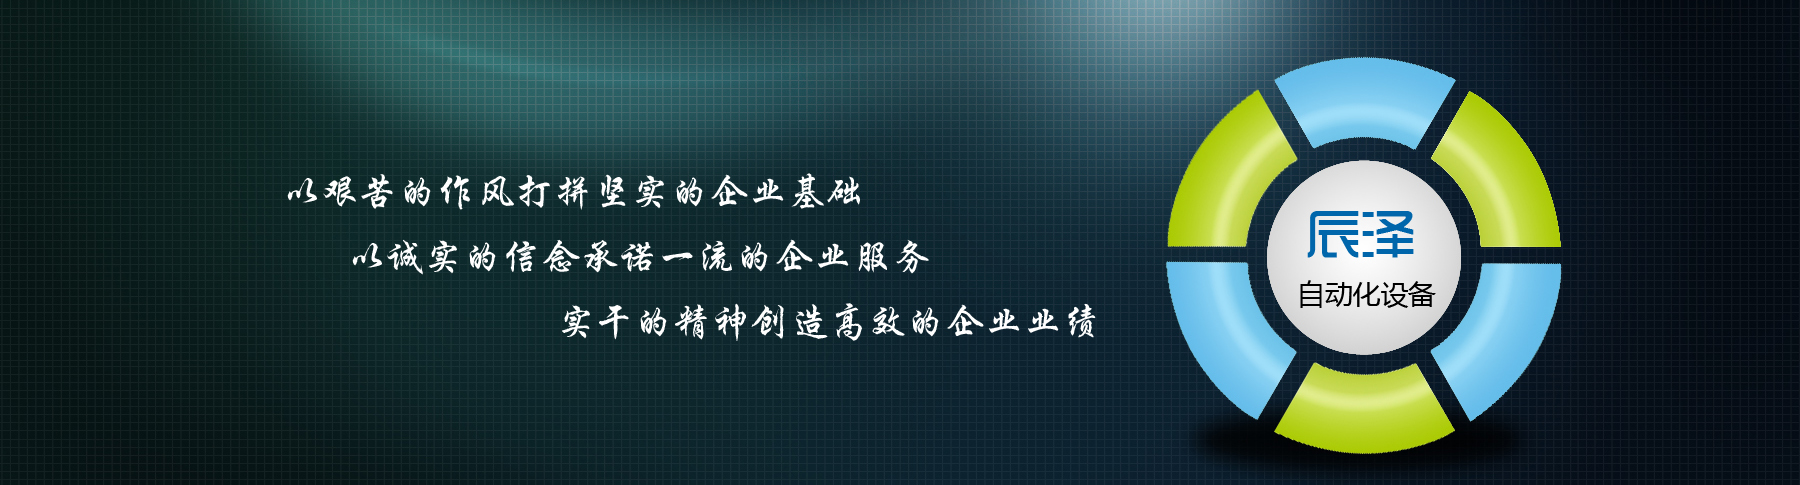 以艰苦的作风打拼坚实的企业基础
以诚实的信念承诺一流的企业服务
实干的精神创造高效的企业业绩
辰泽
自动化设备